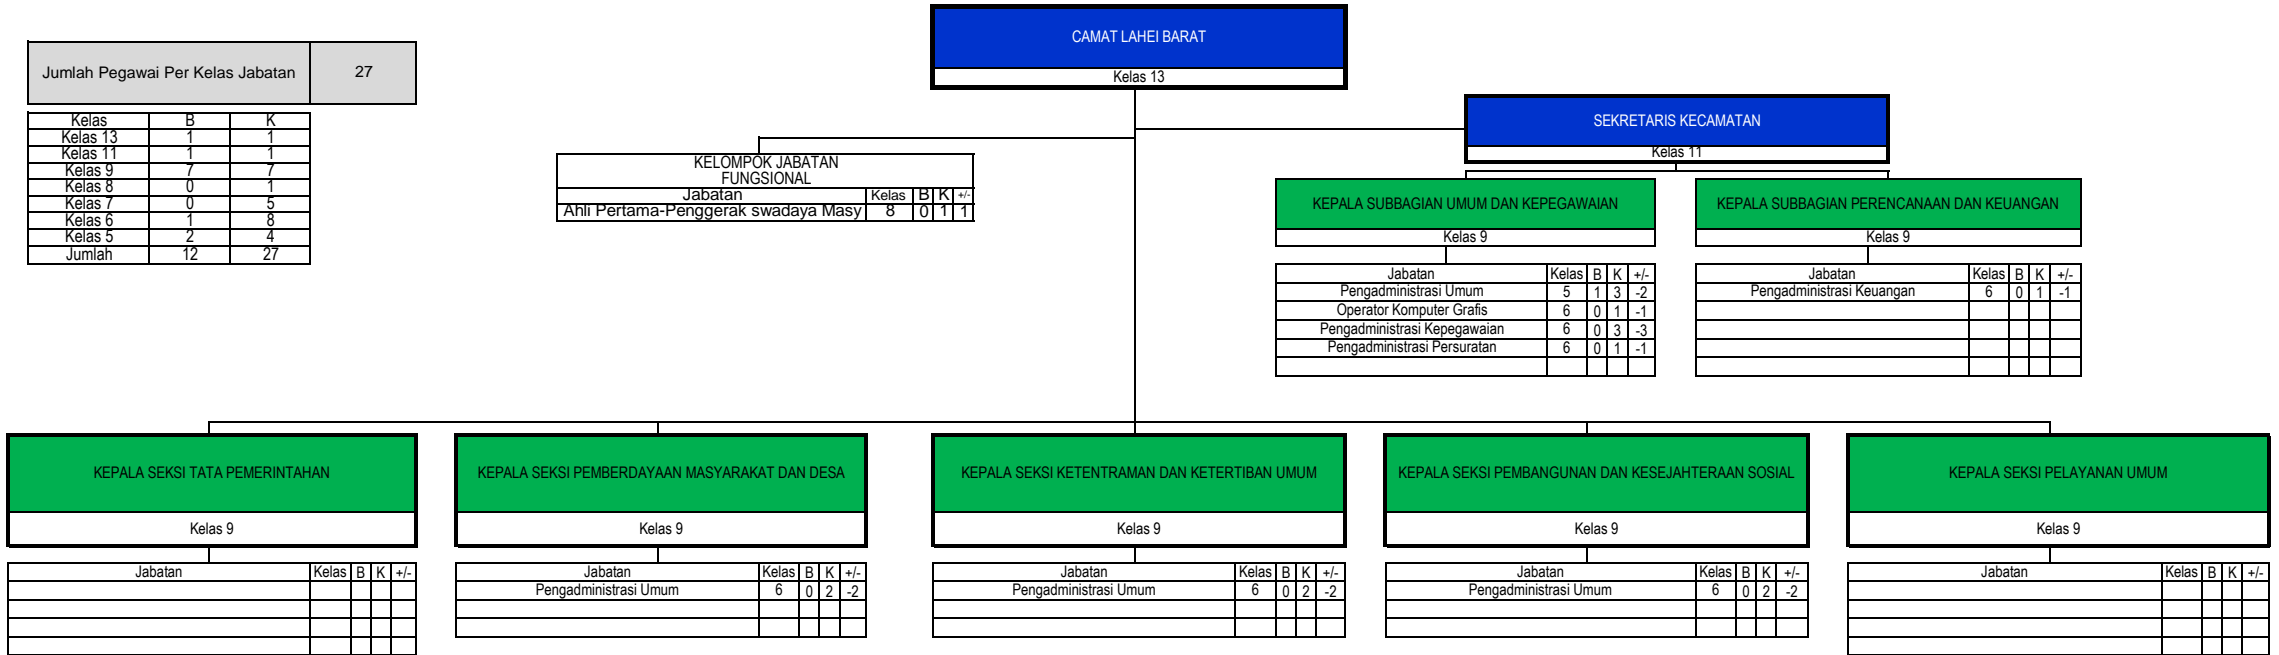 CAMAT LAHEI BARAT
Kelas 13
Jumlah Pegawai Per Kelas Jabatan 27
Kelas B K
Kelas 13 1 1
Kelas 11 1 1
Kelas 9 7 7
Kelas 8 0 1
Kelas 7 0 5
Kelas 6 1 8
Kelas 5 2 4
Jumlah 12 27
SEKRETARIS KECAMATAN
Kelas 11
KELOMPOK JABATAN
FUNGSIONAL
Jabatan Kelas B K +/-
Ahli Pertama-Penggerak swadaya Masy 8 0 1 1
KEPALA SUBBAGIAN UMUM DAN KEPEGAWAIAN
Kelas 9
Jabatan Kelas B K +/-
Pengadministrasi Umum 5 1 3 -2
Operator Komputer Grafis 6 0 1 -1
Pengadministrasi Kepegawaian 6 0 3 -3
Pengadministrasi Persuratan 6 0 1 -1
KEPALA SUBBAGIAN PERENCANAAN DAN KEUANGAN
Kelas 9
Jabatan Kelas B K +/-
Pengadministrasi Keuangan 6 0 1 -1
KEPALA SEKSI TATA PEMERINTAHAN
Kelas 9
Jabatan Kelas B K +/-
KEPALA SEKSI PEMBERDAYAAN MASYARAKAT DAN DESA
Kelas 9
Jabatan Kelas B K +/-
Pengadministrasi Umum 6 0 2 -2
KEPALA SEKSI KETENTRAMAN DAN KETERTIBAN UMUM
Kelas 9
Jabatan Kelas B K +/-
Pengadministrasi Umum 6 0 2 -2
KEPALA SEKSI PEMBANGUNAN DAN KESEJAHTERAAN SOSIAL
Kelas 9
Jabatan Kelas B K +/-
Pengadministrasi Umum 6 0 2 -2
KEPALA SEKSI PELAYANAN UMUM
Kelas 9
Jabatan Kelas B K +/-